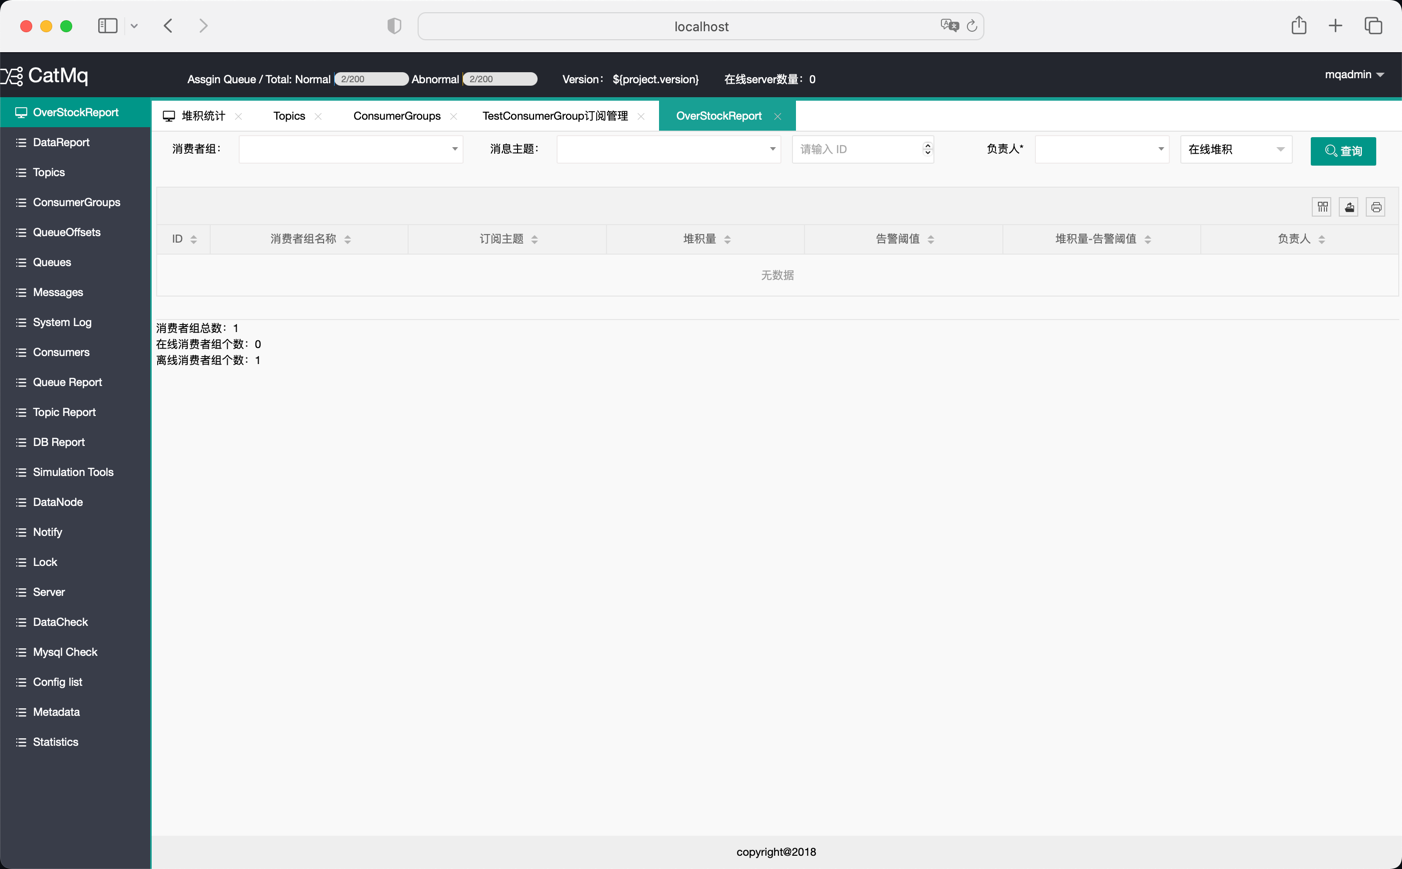 localhost
CatMq
Assgin Queue / Total: Normal 2/200 Abnormal 2/200 Version: ${project.version} 在线server数量: 0
mqadmin
OverStockReport
DataReport
Topics
ConsumerGroups
QueueOffsets
Queues
Messages
System Log
Consumers
Queue Report
Topic Report
DB Report
Simulation Tools
DataNode
Notify
Lock
Server
DataCheck
Mysql Check
Config list
Metadata
Statistics
堆积统计 Topics ConsumerGroups TestConsumerGroup订阅管理 OverStockReport
消费者组: 消息主题: 请输入 ID 负责人* 在线堆积 查询
ID 消费者组名称 订阅主题 堆积量 告警阈值 堆积量-告警阈值 负责人
无数据
消费者组总数: 1
在线消费者组个数: 0
离线消费者组个数: 1
copyright@2018